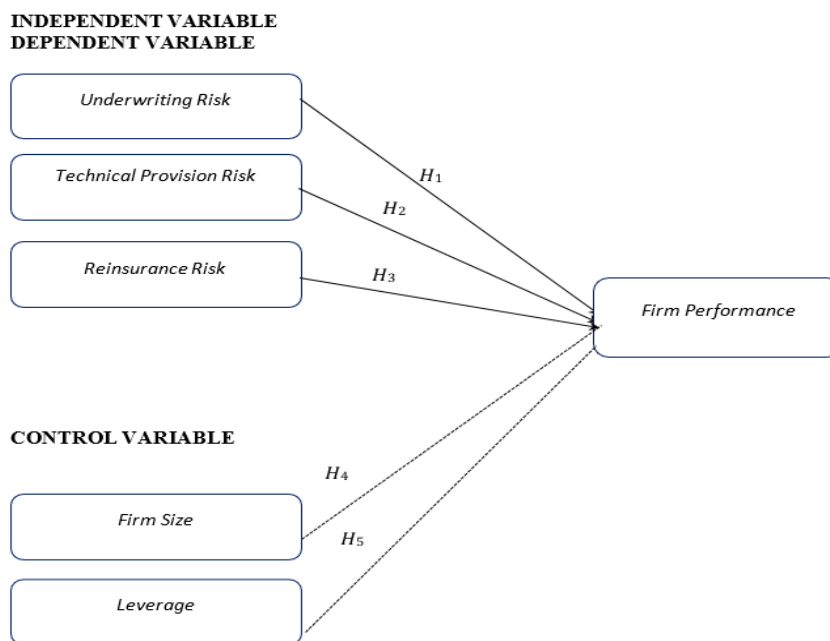 INDEPENDENT VARIABLE
DEPENDENT VARIABLE
Underwriting Risk
Technical Provision Risk
Reinsurance Risk
H1
H2
H3
Firm Performance
CONTROL VARIABLE
H4
Firm Size
H5
Leverage